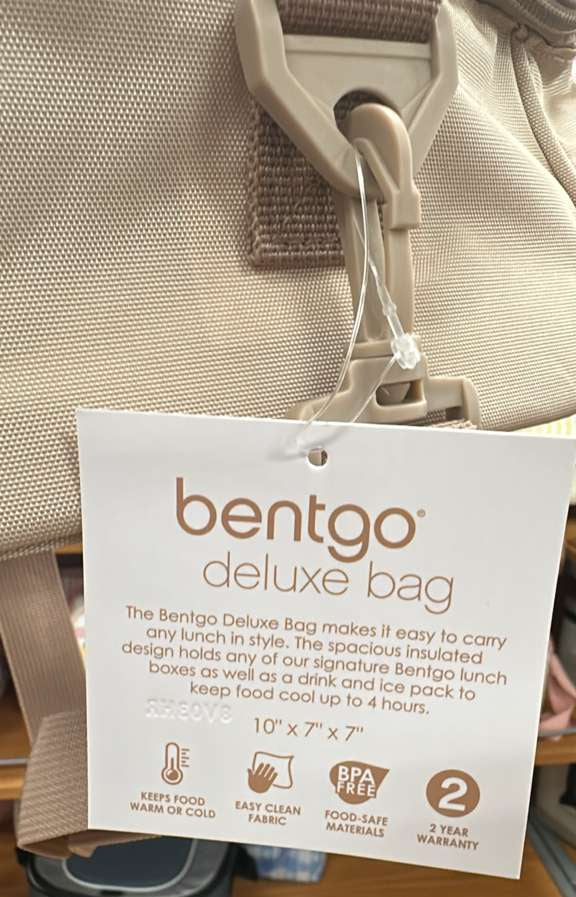 bentgo®
deluxe bag
The Bentgo Deluxe Bag makes it easy to carry
any lunch in style. The spacious insulated
design holds any of our signature Bentgo lunch
boxes as well as a drink and ice pack to
keep food cool up to 4 hours.
10" x 7" x 7"
KEEPS FOOD
WARM OR COLD
EASY CLEAN
FABRIC
BPA
FREE
FOOD-SAFE
MATERIALS
2
2 YEAR
WARRANTY